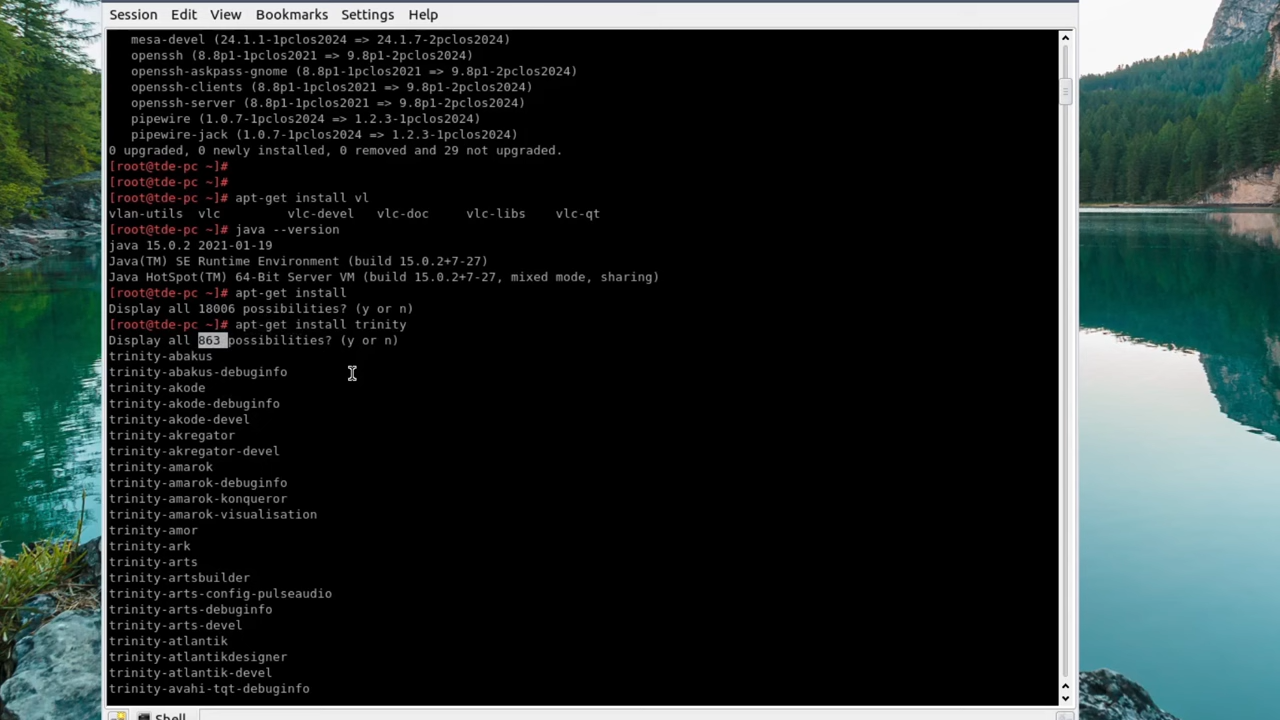 Session Edit View Bookmarks Settings Help
mesa-devel (24.1.1-1pclos2024 => 24.1.7-2pclos2024)
openssh (8.8p1-1pclos2021 => 9.8p1-2pclos2024)
openssh-askpass-gnome (8.8p1-1pclos2021 => 9.8p1-2pclos2024)
openssh-clients (8.8p1-1pclos2021 => 9.8p1-2pclos2024)
openssh-server (8.8p1-1pclos2021 => 9.8p1-2pclos2024)
pipewire (1.0.7-1pclos2024 => 1.2.3-1pclos2024)
pipewire-jack (1.0.7-1pclos2024 => 1.2.3-1pclos2024)
0 upgraded, 0 newly installed, 0 removed and 29 not upgraded.
[root@tde-pc ~]#
[root@tde-pc ~]#
[root@tde-pc ~]# apt-get install vl
vlan-utils vlc vlc-devel vlc-doc vlc-libs vlc-qt
[root@tde-pc ~]# java --version
java 15.0.2 2021-01-19
Java(TM) SE Runtime Environment (build 15.0.2+7-27)
Java HotSpot(TM) 64-Bit Server VM (build 15.0.2+7-27, mixed mode, sharing)
[root@tde-pc ~]# apt-get install
Display all 18006 possibilities? (y or n)
[root@tde-pc ~]# apt-get install trinity
Display all 863 possibilities? (y or n)
trinity-abakus
trinity-abakus-debuginfo
trinity-akode
trinity-akode-debuginfo
trinity-akode-devel
trinity-akregator
trinity-akregator-devel
trinity-amarok
trinity-amarok-debuginfo
trinity-amarok-konqueror
trinity-amarok-visualisation
trinity-amor
trinity-ark
trinity-arts
trinity-artsbuilder
trinity-arts-config-pulseaudio
trinity-arts-debuginfo
trinity-arts-devel
trinity-atlantik
trinity-atlantikdesigner
trinity-atlantik-devel
trinity-avahi-tqt-debuginfo
Shell